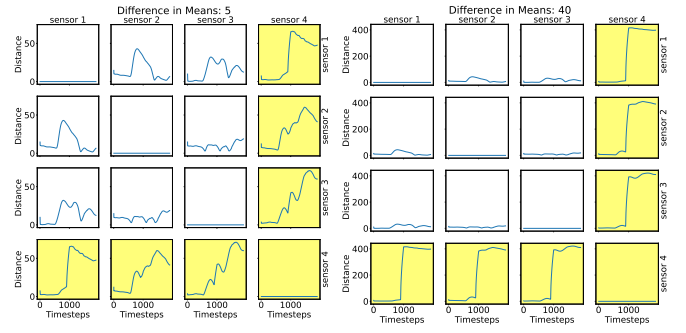 Difference in Means: 5
sensor 1 sensor 2 sensor 3 sensor 4
Distance 50 0 sensor 1
Distance 50 0 sensor 2
Distance 50 0 sensor 3
Distance 50 0 sensor 4
0 1000 0 1000 0 1000 0 1000
Timesteps Timesteps Timesteps Timesteps
Difference in Means: 40
sensor 1 sensor 2 sensor 3 sensor 4
Distance 400 200 0 sensor 1
Distance 400 200 0 sensor 2
Distance 400 200 0 sensor 3
Distance 400 200 0 sensor 4
0 1000 0 1000 0 1000 0 1000
Timesteps Timesteps Timesteps Timesteps